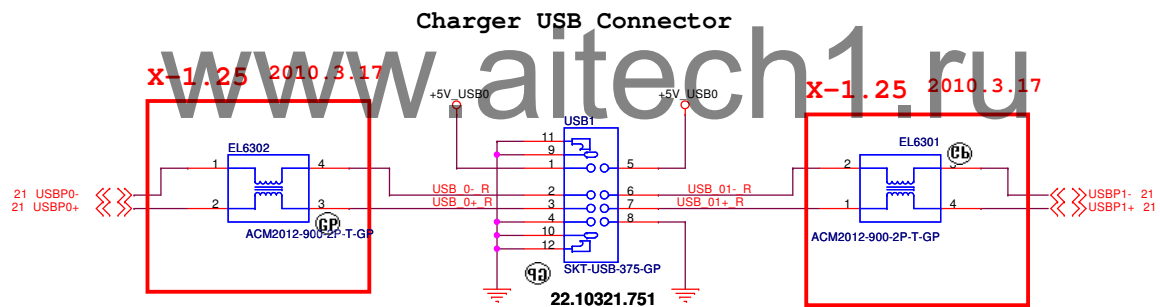 Charger USB Connector
www.aitech1.ru
X-1.25 2010.3.17
X-1.25 2010.3.17
+5V_USB0
+5V_USB0
USB1
EL6302
EL6301
11
9
1 5
1 4
2
21 USBP0-
21 USBP0+
2 3
USB_0-_R
USB_0+_R
2 6
3 7
4 8
10
12
USB_01-_R
USB_01+_R
1 4
USBP1- 21
USBP1+ 21
GP
ACM2012-900-2P-T-GP
ACM2012-900-2P-T-GP
SKT-USB-375-GP
22.10321.751